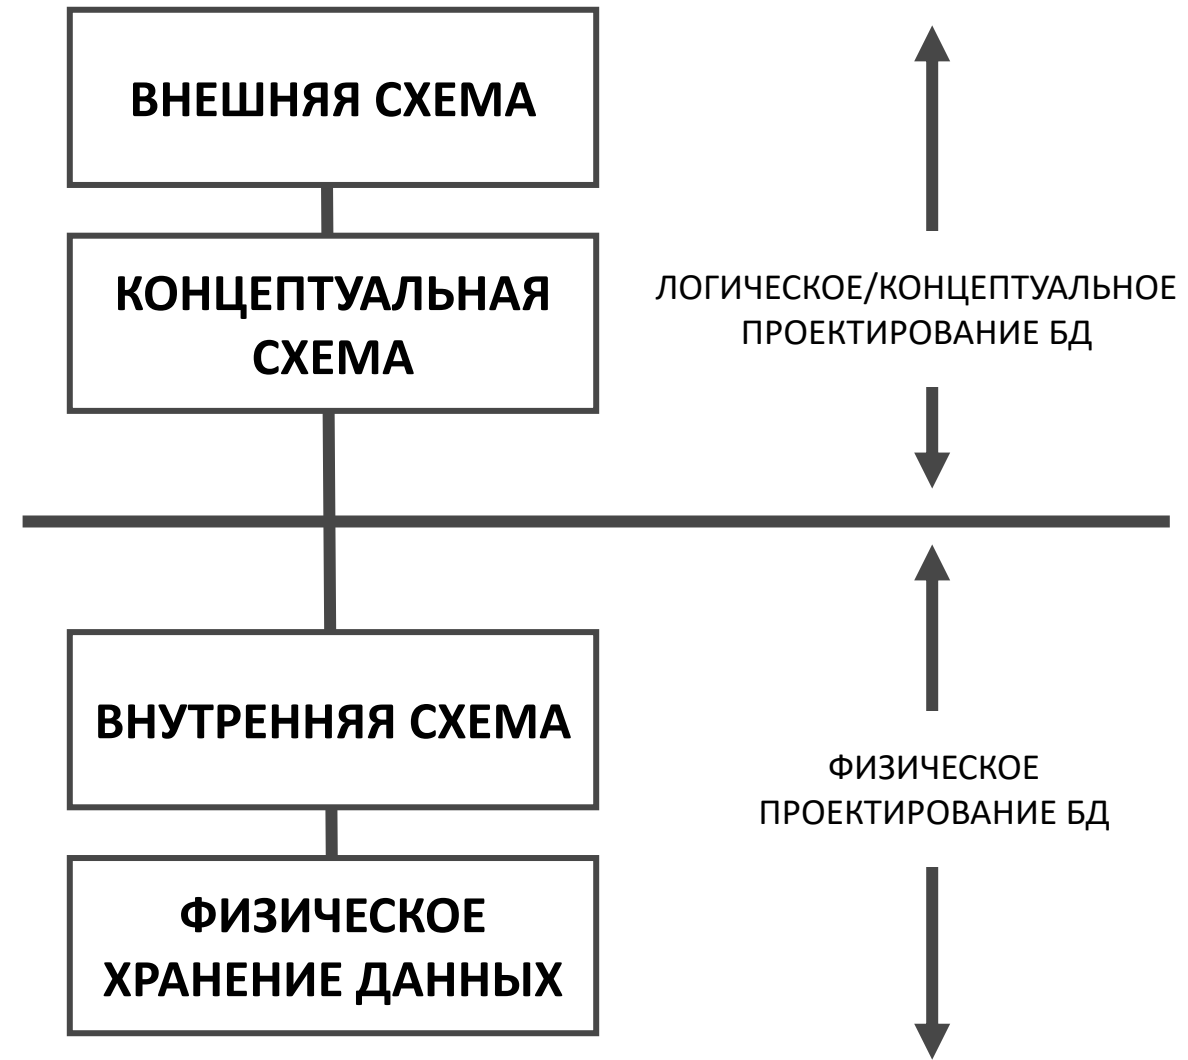 ВНЕШНЯЯ СХЕМА
КОНЦЕПТУАЛЬНАЯ
СХЕМА
ЛОГИЧЕСКОЕ/КОНЦЕПТУАЛЬНОЕ
ПРОЕКТИРОВАНИЕ БД
ВНУТРЕННЯЯ СХЕМА
ФИЗИЧЕСКОЕ
ПРОЕКТИРОВАНИЕ БД
ФИЗИЧЕСКОЕ
ХРАНЕНИЕ ДАННЫХ